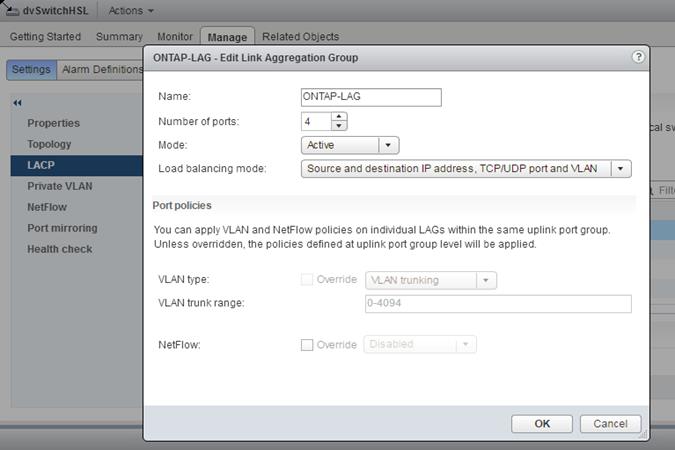 dvSwitchHSL Actions
Getting Started Summary Monitor Manage Related Objects
Settings Alarm Definitions
ONTAP-LAG - Edit Link Aggregation Group ?
Properties
Topology
LACP
Private VLAN
NetFlow
Port mirroring
Health check
Name: ONTAP-LAG
Number of ports: 4
Mode: Active
Load balancing mode: Source and destination IP address, TCP/UDP port and VLAN
Port policies
You can apply VLAN and NetFlow policies on individual LAGs within the same uplink port group.
Unless overridden, the policies defined at uplink port group level will be applied.
VLAN type: Override VLAN trunking
VLAN trunk range: 0-4094
NetFlow: Override Disabled
OK Cancel
cal sw
Filt